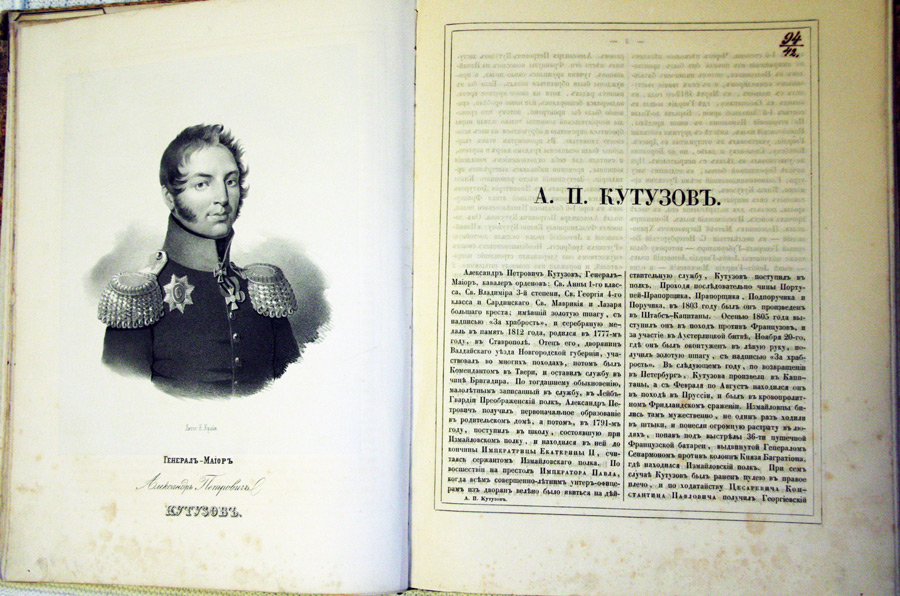 ГЕНЕРАЛ-МАІОРЪ
Александръ Петровичъ
КУТУЗОВЪ.
94
42.
А. П. КУТУЗОВЪ.
Александръ Петровичъ Кутузовъ, Генералъ-
Маіоръ, кавалеръ орденовъ: Св. Анны 1-го клас-
са, Св. Владиміра 3-й степени, Св. Георгія 4-го
класса и Сардинскаго Св. Маврикія и Лазаря
большаго креста; имѣвшій золотую шпагу, съ
надписью «За храбрость», и серебряную ме-
даль въ память 1812 года, родился въ 1777-мъ
году, въ Ставрополѣ. Отецъ его, дворянинъ
Валдайскаго уѣзда Новогородской губерніи, уча-
ствовалъ во многихъ походахъ, потомъ былъ
Комендантомъ въ Твери, и оставилъ службу въ
чинѣ Бригадира. По тогдашнему обыкновенію,
малолѣтнымъ записанный въ службу, въ Лейбъ-
Гвардіи Преображенскій полкъ, Александръ Пе-
тровичъ получилъ первоначальное образованіе
въ родительскомъ домѣ, а потомъ, въ 1791-мъ
году, поступилъ въ школу, состоявшую при
Измайловскомъ полку, и находился въ ней до
кончины ИМПЕРАТРИЦЫ ЕКАТЕРИНЫ II, счи-
таясь сержантомъ Измайловскаго полка. По
восшествіи на престолъ ИМПЕРАТОРА ПАВЛА,
когда всѣмъ совершенно-лѣтнимъ унтеръ-офице-
рамъ изъ дворянъ велѣно было явиться на дѣй-
А. П. Кутузовъ.
ствительную службу, Кутузовъ поступилъ въ
полкъ. Проходя послѣдовательно чины Порту-
пей-Прапорщика, Прапорщика, Подпоручика и
Поручика, въ 1803 году былъ онъ произведенъ
въ Штабсъ-Капитаны. Осенью 1805 года вы-
ступилъ онъ въ походъ противъ Французовъ, и
за участіе въ Аустерлицкой битвѣ, Ноября 20-го,
гдѣ онъ былъ оконтуженъ въ лѣвую руку, по-
лучилъ золотую шпагу, съ надписью «За хра-
брость». Въ слѣдующемъ году, по возвращеніи
въ Петербургъ, Кутузова произвели въ Капи-
таны, а съ Февраля по Августъ находился онъ
въ походѣ въ Пруссіи, и былъ въ кровопролит-
номъ Фридландскомъ сраженіи. Измайловцы би-
лись тамъ мужественно, не одинъ разъ ходили
въ штыки, и понесли огромную растрату въ лю-
дяхъ, попавъ подъ выстрѣлы 36-ти пушечной
Французской батареи, выдвинутой Генераломъ
Сенармономъ противъ колоннъ Князя Багратіона,
гдѣ находился Измайловскій полкъ. При семъ
случаѣ Кутузовъ былъ раненъ пулею въ правое
плечо, и по ходатайству ЦЕСАРЕВИЧА КОН-
СТАНТИНА ПАВЛОВИЧА получилъ Георгіевскій